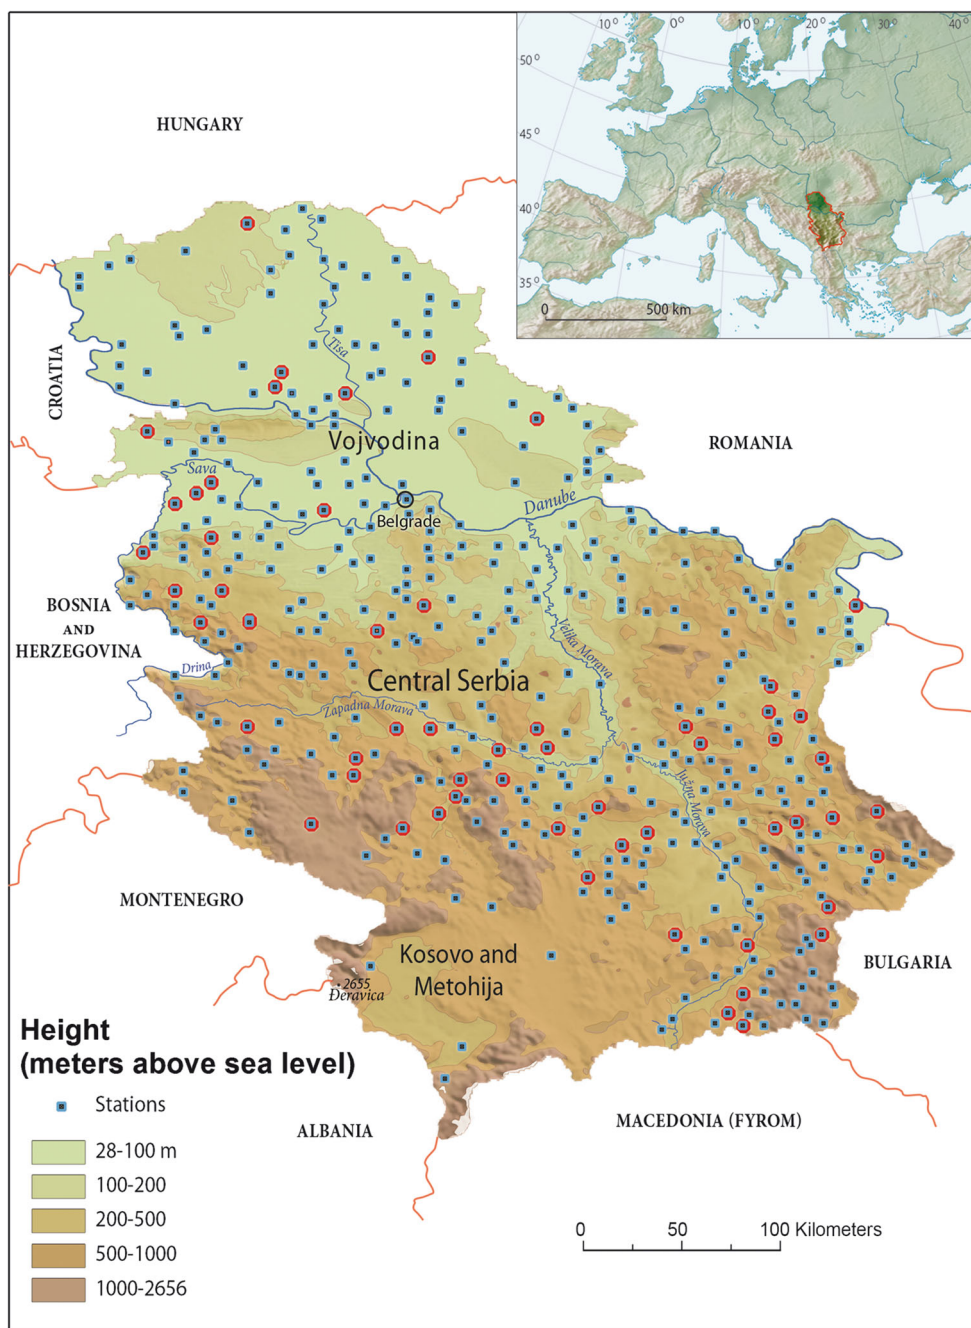 10° 0° 10° 20° 30° 40°
50°
45°
40°
35°
0 500 km
HUNGARY
CROATIA
Tisa
Vojvodina
ROMANIA
Sava
Danube
Belgrade
BOSNIA
AND
HERZEGOVINA
Drina
Velika Morava
Central Serbia
Zapadna Morava
Južna Morava
MONTENEGRO
Kosovo and
Metohija
BULGARIA
2655
Đeravica
Height
(meters above sea level)
Stations
ALBANIA
MACEDONIA (FYROM)
28-100 m
100-200
200-500
500-1000
1000-2656
0 50 100 Kilometers